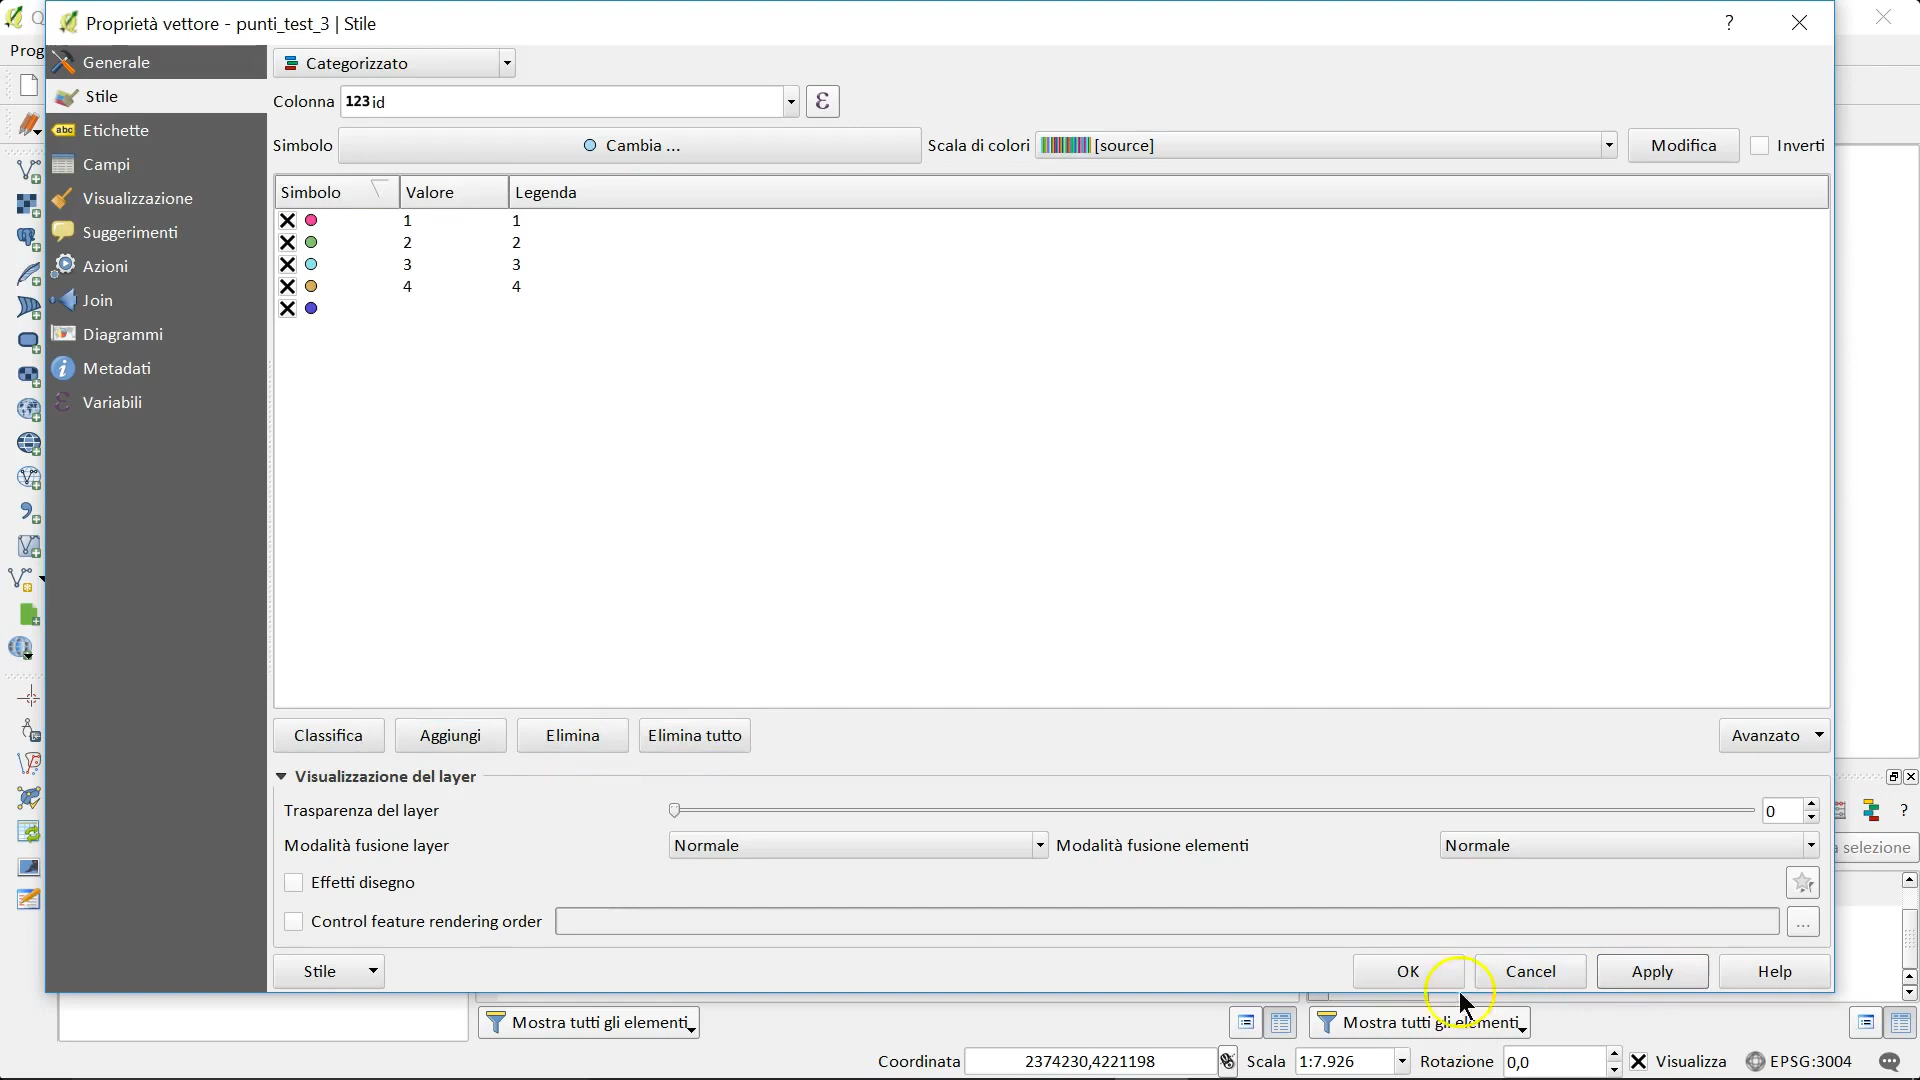 Proprietà vettore - punti_test_3 | Stile
?
Prog
Generale
Stile
Etichette
Campi
Visualizzazione
Suggerimenti
Azioni
Join
Diagrammi
Metadati
Variabili
Categorizzato
Colonna 123 id ε
Simbolo Cambia ... Scala di colori [source] Modifica Inverti
Simbolo Valore Legenda
1 1
2 2
3 3
4 4
Classifica Aggiungi Elimina Elimina tutto Avanzato
Visualizzazione del layer
Trasparenza del layer 0
Modalità fusione layer Normale Modalità fusione elementi Normale
Effetti disegno
Control feature rendering order ...
Stile OK Cancel Apply Help
?
selezione
Mostra tutti gli elementi Mostra tutti gli elementi
Coordinata 2374230,4221198 Scala 1:7.926 Rotazione 0,0 Visualizza EPSG:3004